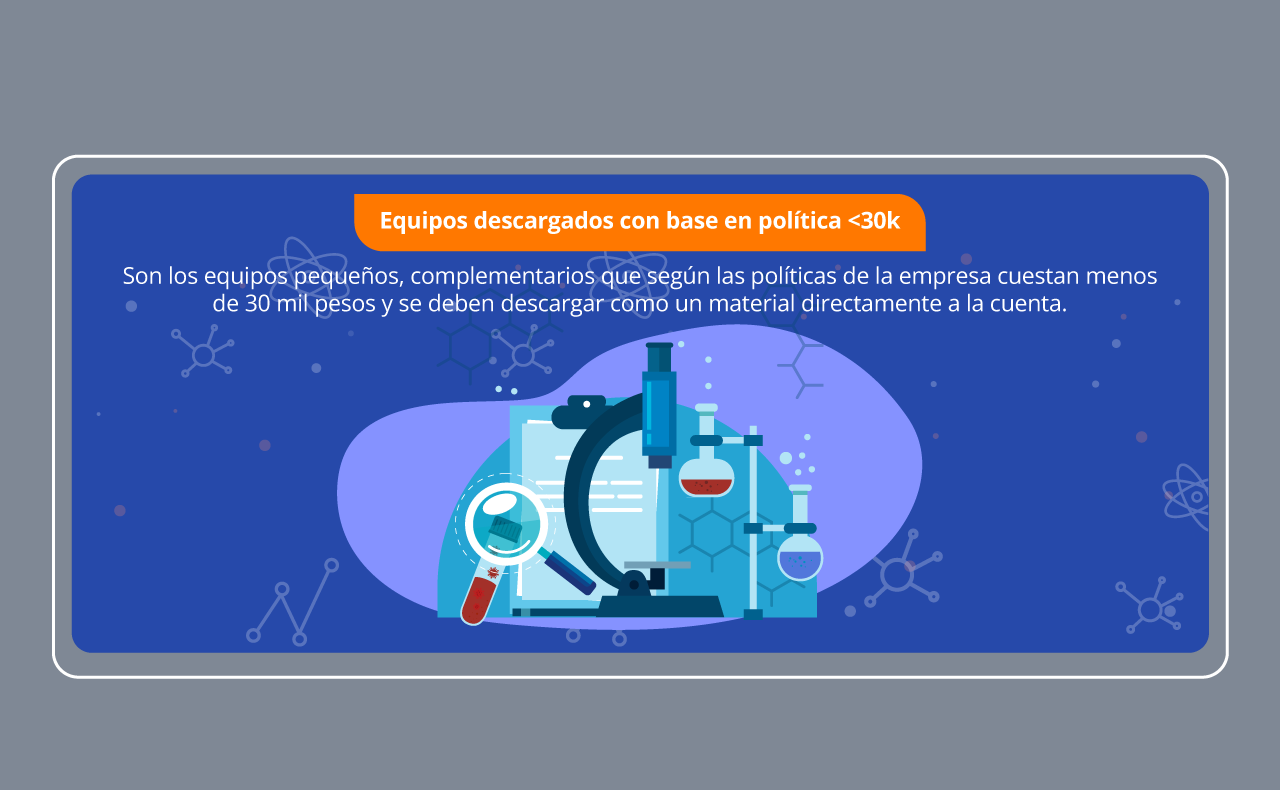 Equipos descargados con base en política <30k
Son los equipos pequeños, complementarios que según las políticas de la empresa cuestan menos
de 30 mil pesos y se deben descargar como un material directamente a la cuenta.